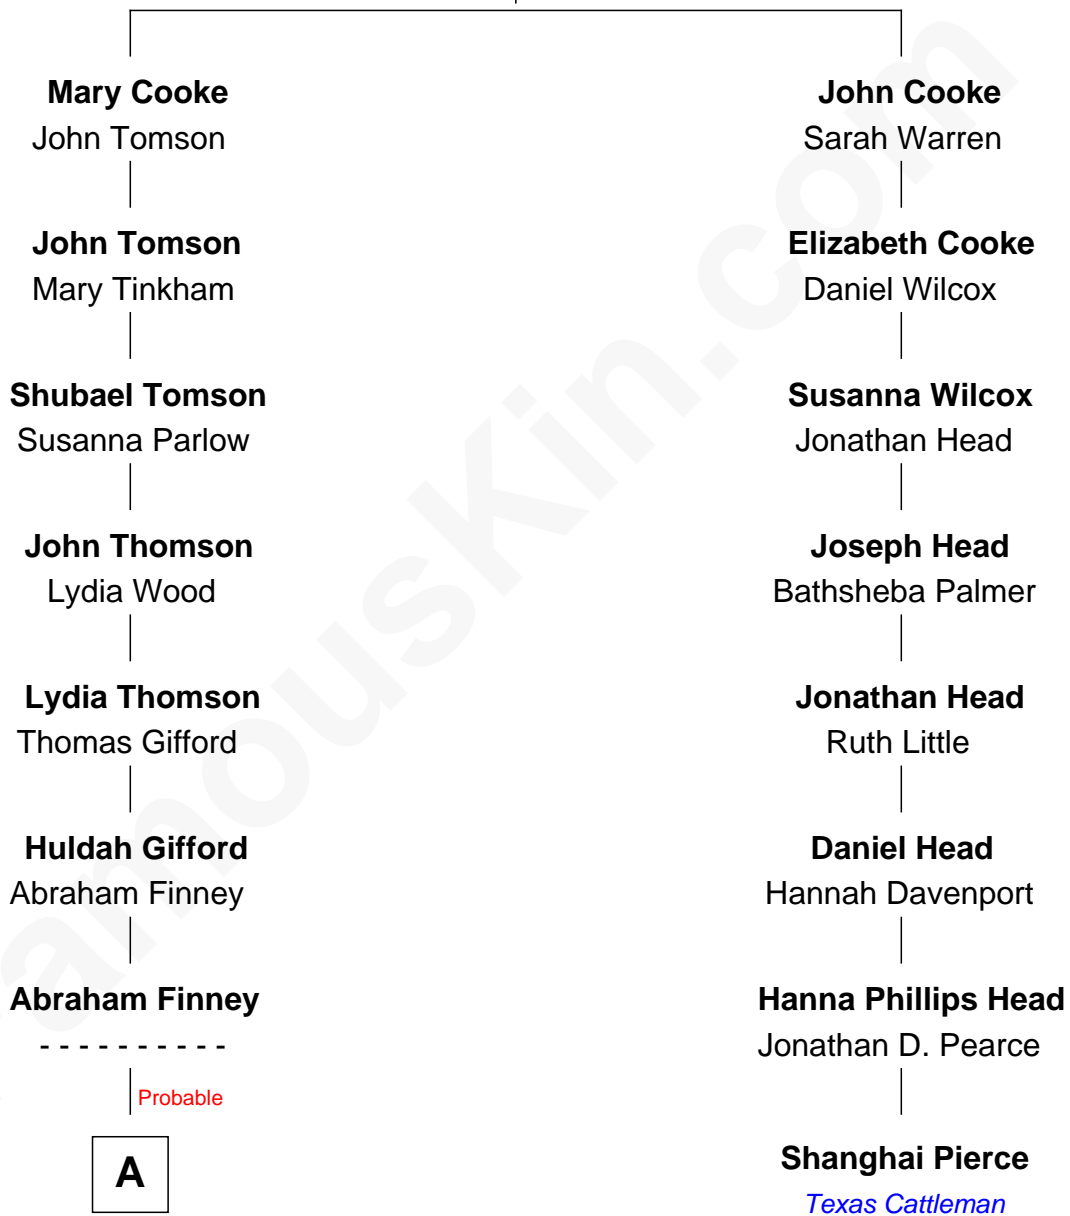 Mary Cooke
John Tomson
John Cooke
Sarah Warren
John Tomson
Mary Tinkham
Elizabeth Cooke
Daniel Wilcox
Shubael Tomson
Susanna Parlow
Susanna Wilcox
Jonathan Head
John Thomson
Lydia Wood
Joseph Head
Bathsheba Palmer
Lydia Thomson
Thomas Gifford
Jonathan Head
Ruth Little
Huldah Gifford
Abraham Finney
Daniel Head
Hannah Davenport
Abraham Finney
- - - - - - - - - -
Probable
A
Hanna Phillips Head
Jonathan D. Pearce
Shanghai Pierce
Texas Cattleman
amouskin.com